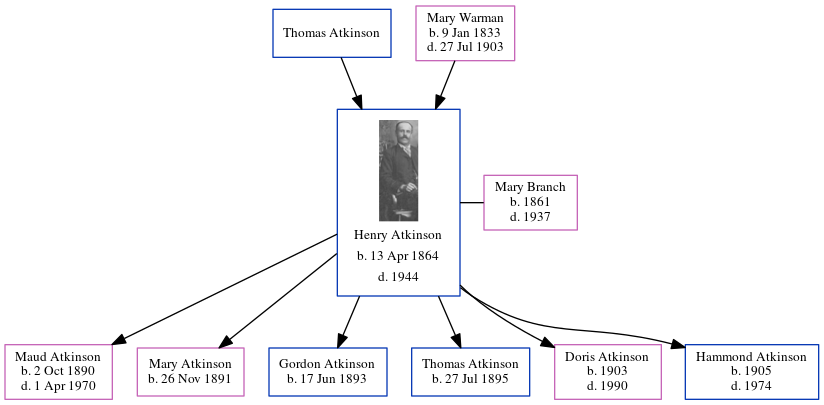 Thomas Atkinson
Mary Warman
b. 9 Jan 1833
d. 27 Jul 1903
Henry Atkinson
b. 13 Apr 1864
d. 1944
Mary Branch
b. 1861
d. 1937
Maud Atkinson
b. 2 Oct 1890
d. 1 Apr 1970
Mary Atkinson
b. 26 Nov 1891
Gordon Atkinson
b. 17 Jun 1893
Thomas Atkinson
b. 27 Jul 1895
Doris Atkinson
b. 1903
d. 1990
Hammond Atkinson
b. 1905
d. 1974